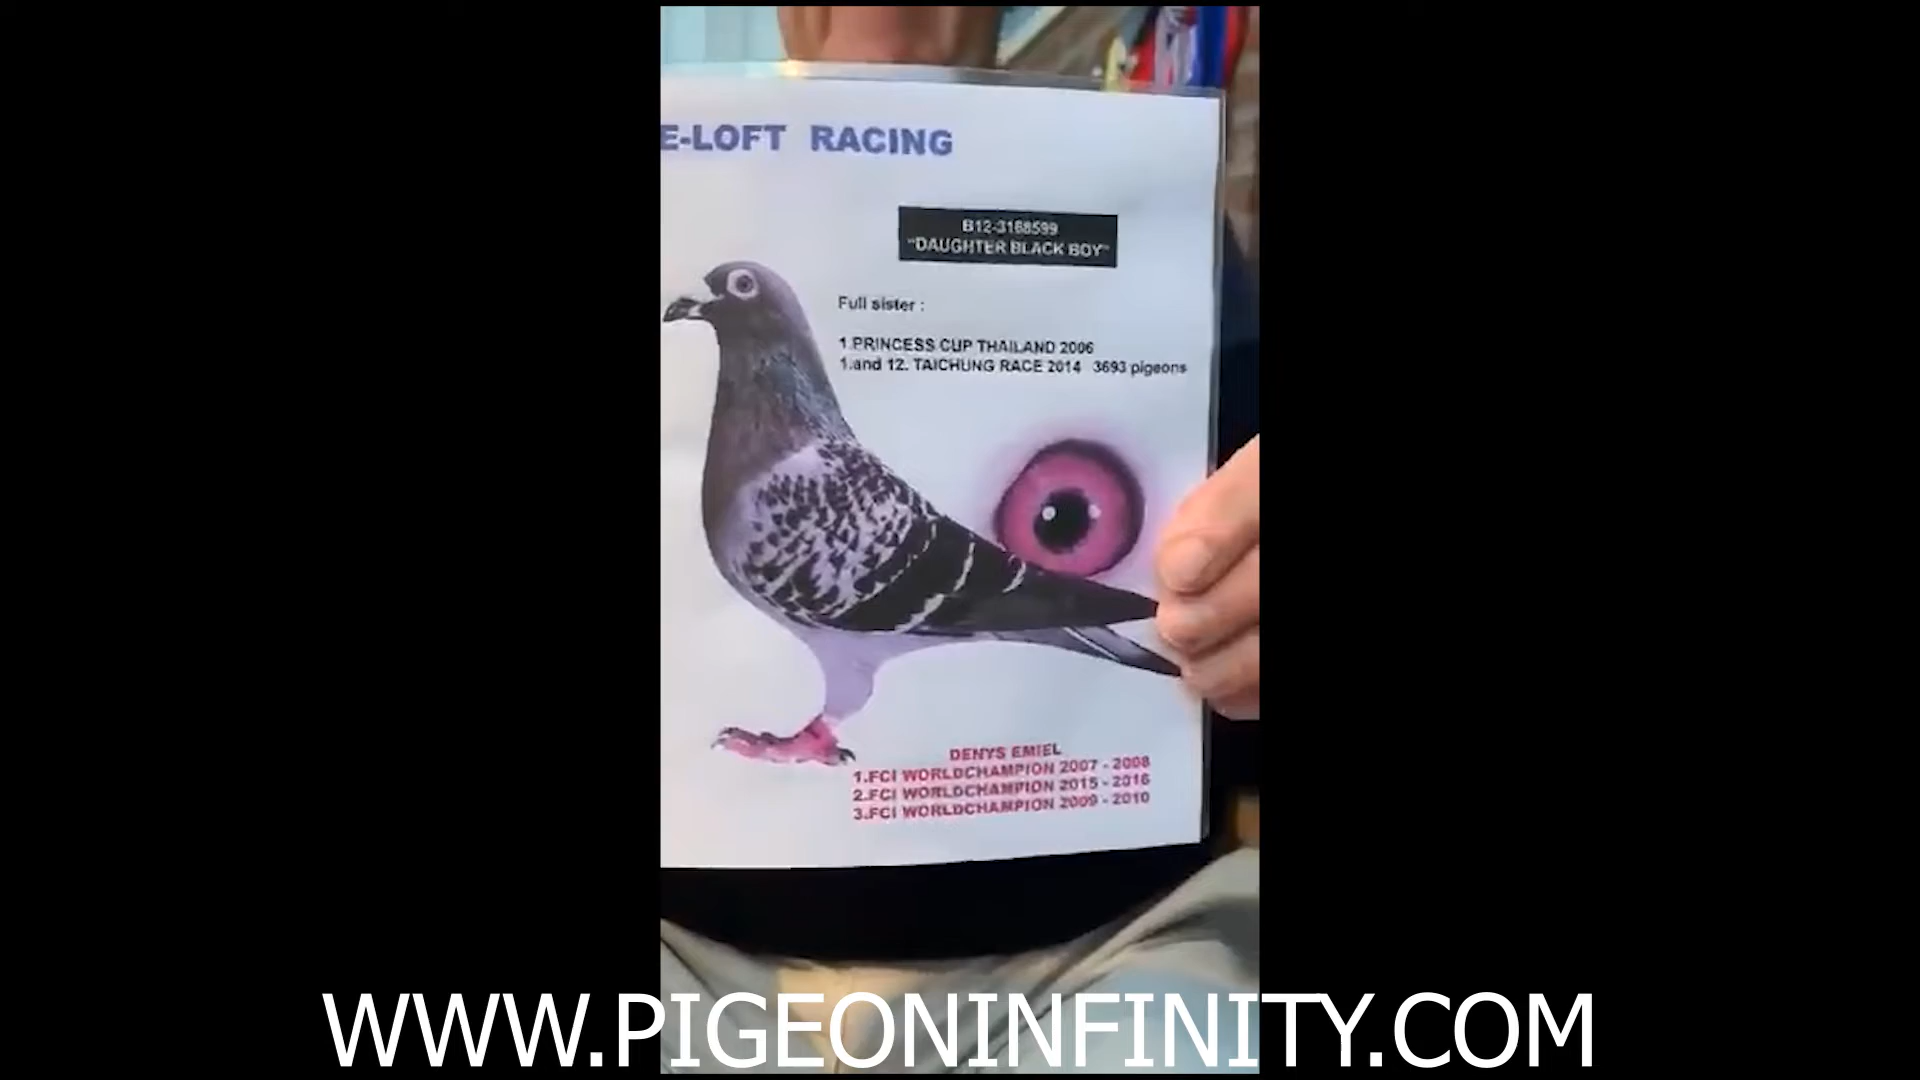 E-LOFT RACING
B12-3168599
"DAUGHTER BLACK BOY"
Full sister :
1.PRINCESS CUP THAILAND 2006
1.and 12. TAICHUNG RACE 2014 3693 pigeons
DENYS EMIEL
1.FCI WORLDCHAMPION 2007 - 2008
2.FCI WORLDCHAMPION 2015 - 2016
3.FCI WORLDCHAMPION 2009 - 2010
WWW.PIGEONINFINITY.COM